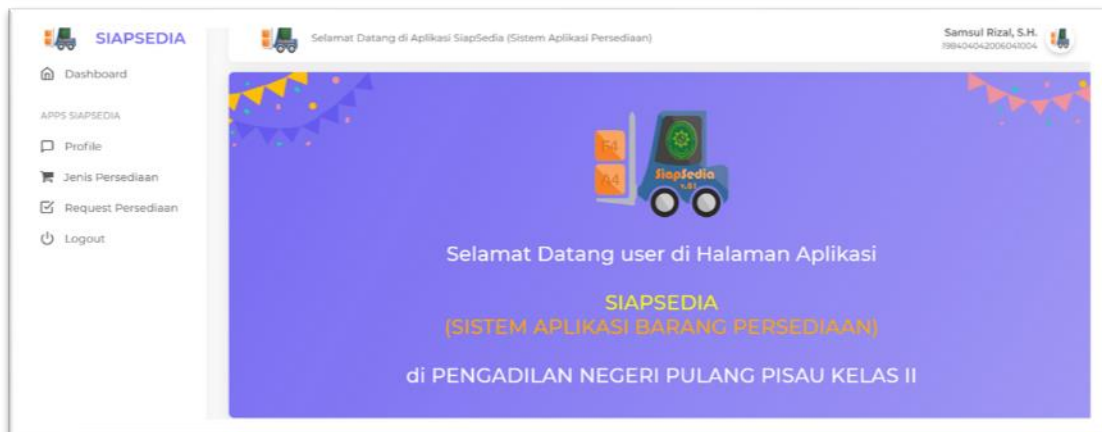 SIAPSEDIA
Dashboard
APPS SIAPSEDIA
Profile
Jenis Persediaan
Request Persediaan
Logout
Selamat Datang di Aplikasi SiapSedia (Sistem Aplikasi Persediaan)
Samsul Rizal, S.H.
198404042006041004
F4
A4
SiapSedia
Selamat Datang user di Halaman Aplikasi
SIAPSEDIA
(SISTEM APLIKASI BARANG PERSEDIAAN)
di PENGADILAN NEGERI PULANG PISAU KELAS II